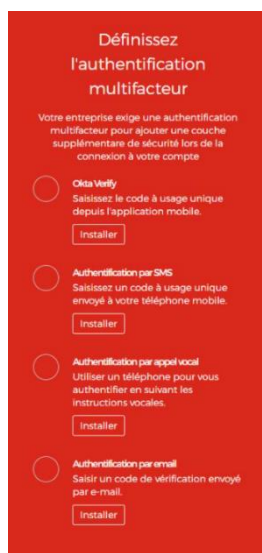 Définissez
l'authentification
multifacteur
Votre entreprise exige une authentification
multifacteur pour ajouter une couche
supplémentaire de sécurité lors de la
connexion à votre compte
Okta Verify
Saisissez le code à usage unique
depuis l'application mobile.
Installer
Authentification par SMS
Saisissez un code à usage unique
envoyé à votre téléphone mobile.
Installer
Authentification par appel vocal
Utiliser un téléphone pour vous
authentifier en suivant les
instructions vocales.
Installer
Authentification par email
Saisir un code de vérification envoyé
par e-mail.
Installer